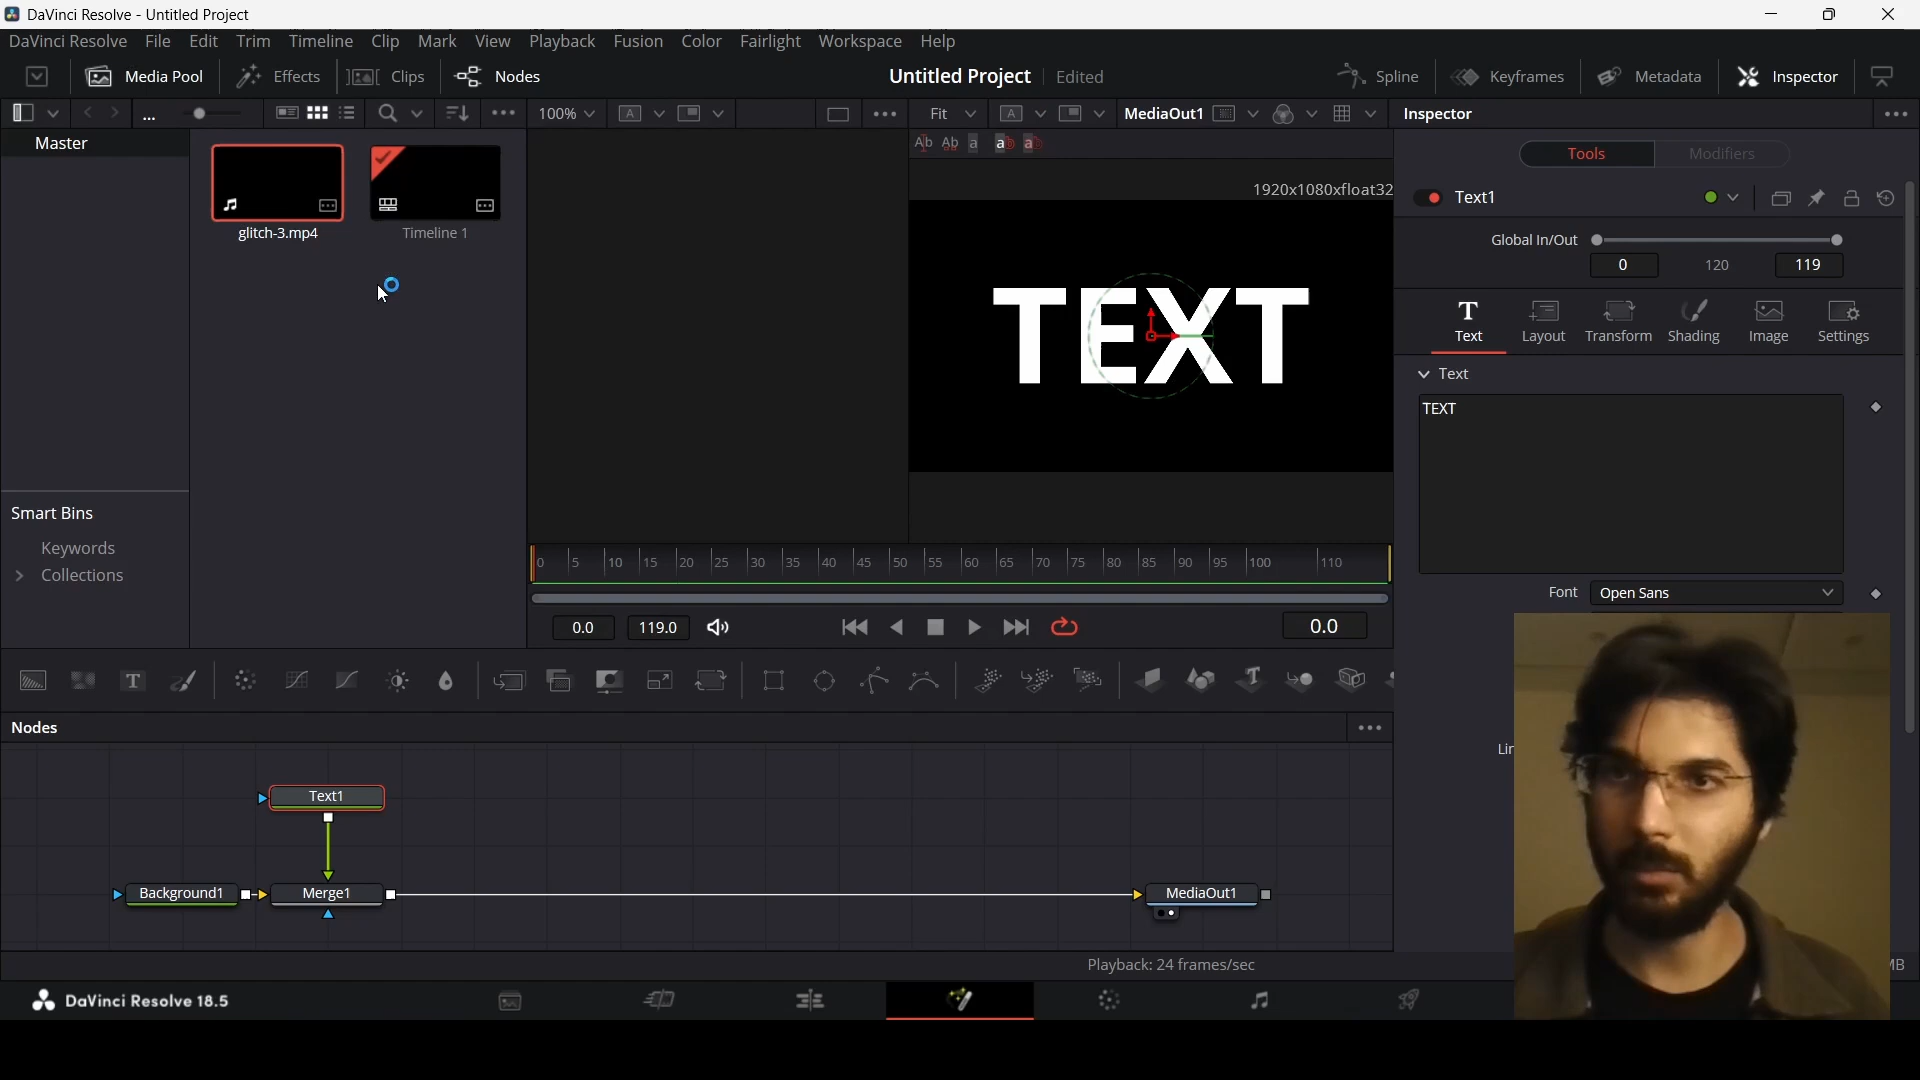 DaVinci Resolve - Untitled Project
DaVinci Resolve File Edit Trim Timeline Clip Mark View Playback Fusion Color Fairlight Workspace Help
Media Pool Effects Clips Nodes Untitled Project Edited Spline Keyframes Metadata Inspector
... 100% A Fit A MediaOut1 Inspector
Master
Tools Modifiers
1920x1080xfloat32
Text1
glitch-3.mp4 Timeline 1
Global In/Out
0 120 119
TEXT
Text Layout Transform Shading Image Settings
Text
TEXT
Smart Bins
Keywords
Collections
0 5 10 15 20 25 30 35 40 45 50 55 60 65 70 75 80 85 90 95 100 110
Font Open Sans
0.0 119.0 0.0
Nodes
Text1
Background1 Merge1 MediaOut1
Playback: 24 frames/sec
MB
DaVinci Resolve 18.5